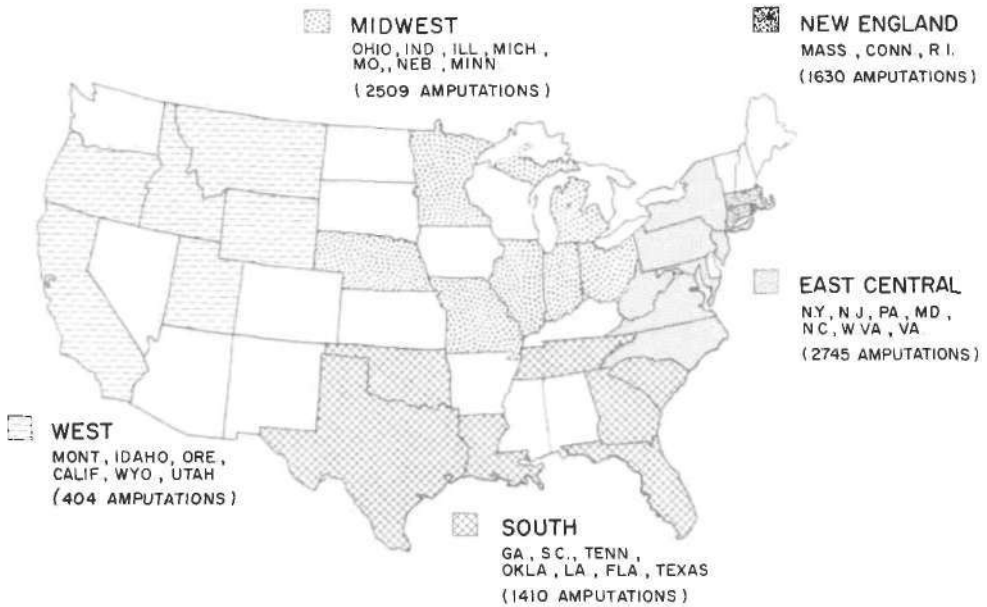 MIDWEST
OHIO, IND, ILL, MICH,
MO,, NEB, MINN
(2509 AMPUTATIONS)
NEW ENGLAND
MASS, CONN, R I.
(1630 AMPUTATIONS)
EAST CENTRAL
N.Y, N J, PA, MD,
N C, W VA, VA
(2745 AMPUTATIONS)
WEST
MONT, IDAHO, ORE,
CALIF, WYO, UTAH
(404 AMPUTATIONS)
SOUTH
GA, S C., TENN,
OKLA, LA, FLA, TEXAS
(1410 AMPUTATIONS)